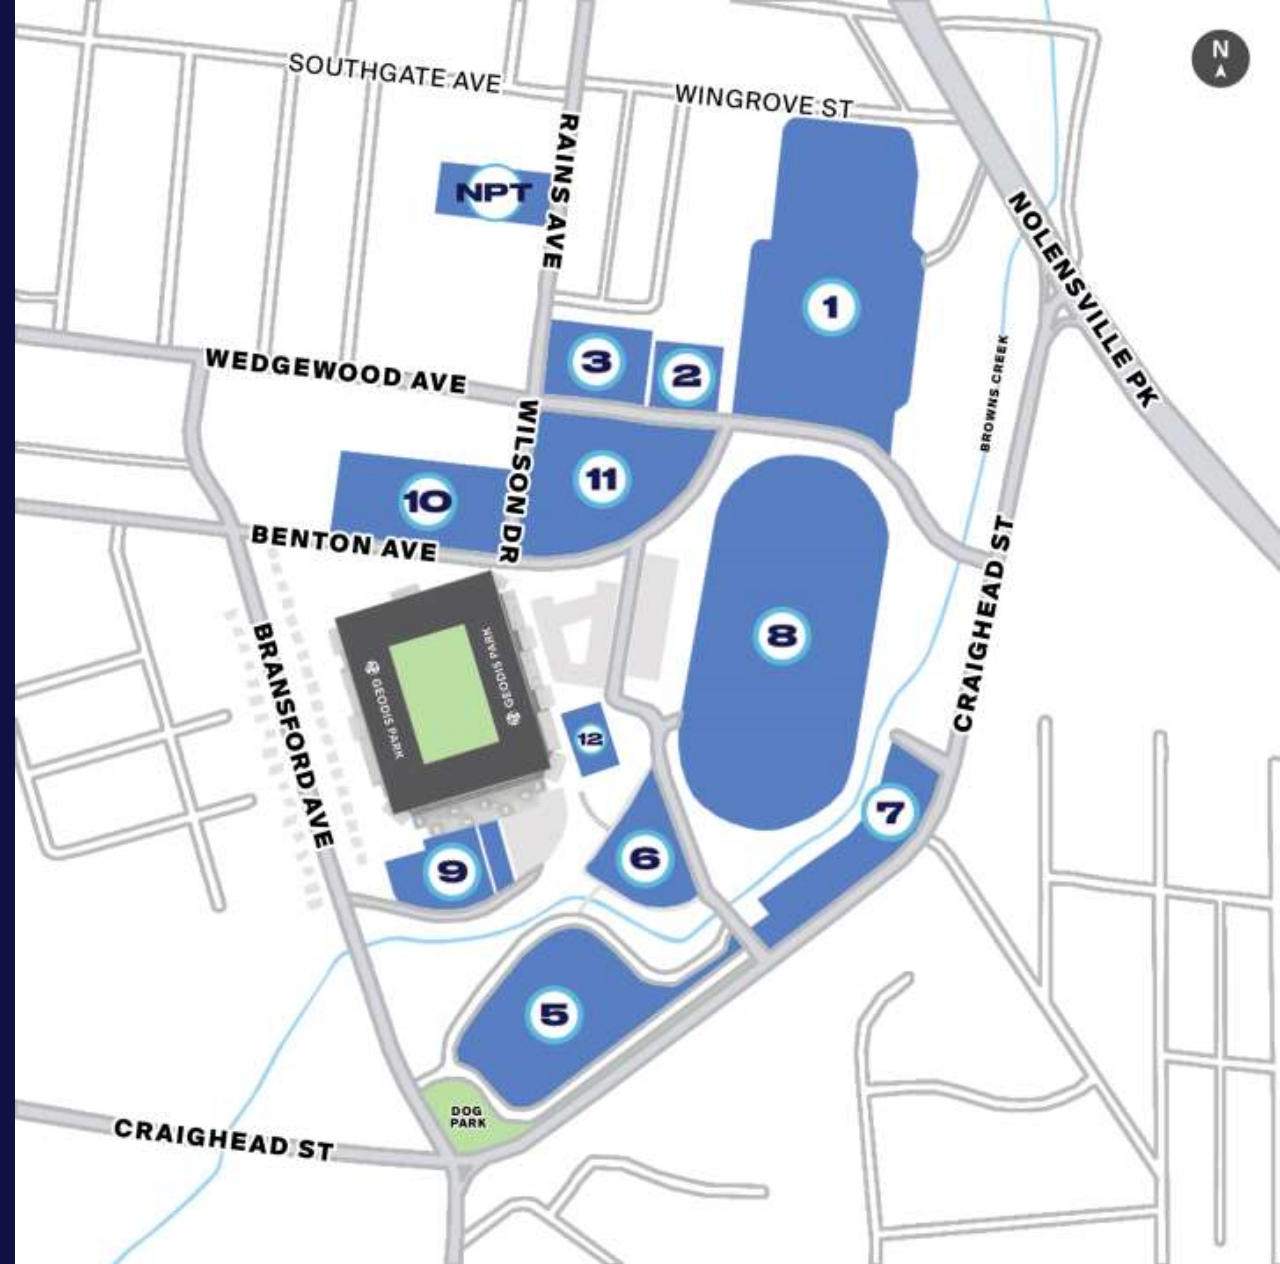 N
SOUTHGATE AVE
WINGROVE ST
RAINS AVE
NPT
NOLENSVILLE PK
1
BROWNS CREEK
3
2
WEDGEWOOD AVE
WILSON DR
11
10
BENTON AVE
CRAIGHEAD ST
8
BRANSFORD AVE
GEODIS PARK
GEODIS PARK
12
7
6
9
5
DOG
PARK
CRAIGHEAD ST